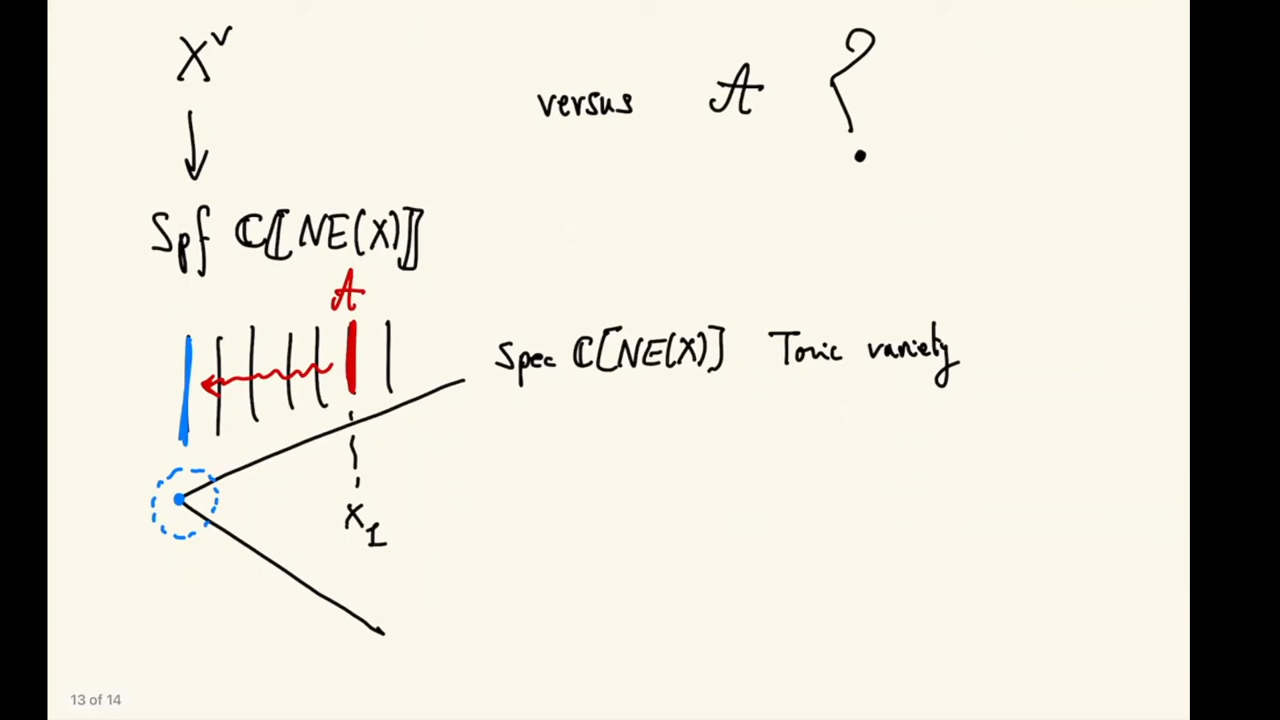 X^∨
versus 𝒜 ?
Spf ℂ⟦NE(X)⟧
𝒜
Spec ℂ[NE(X)] Toric variety
x_1
13 of 14